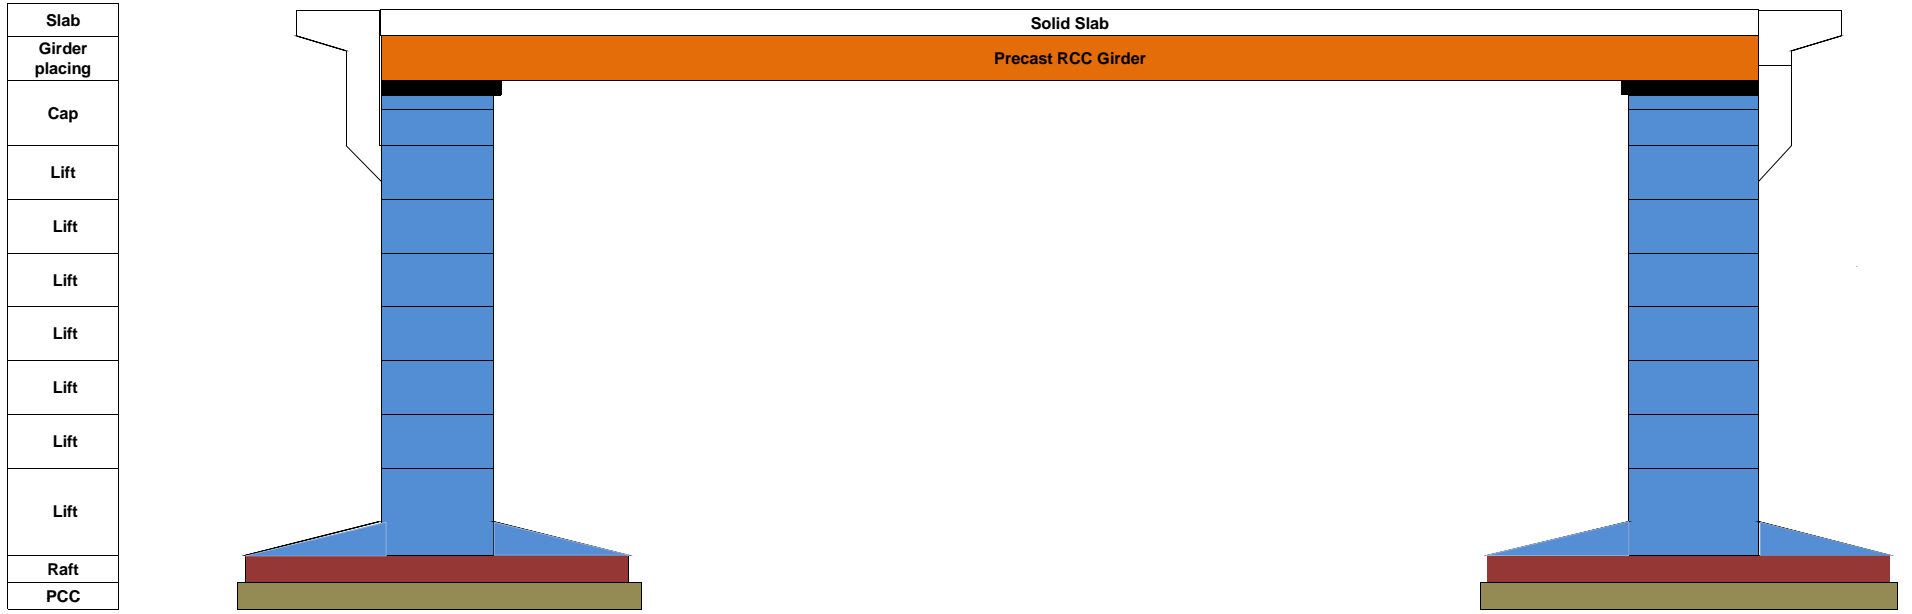 Slab
Girder
placing
Cap
Lift
Lift
Lift
Lift
Lift
Lift
Lift
Raft
PCC
Solid Slab
Precast RCC Girder